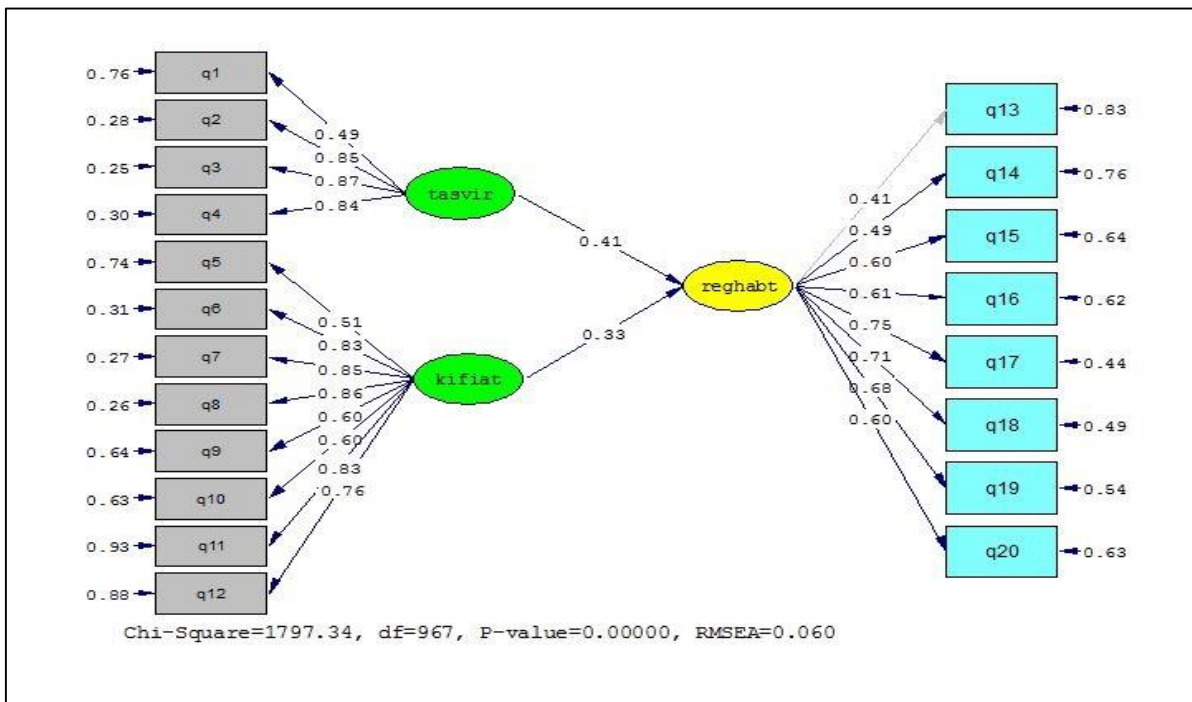 0.76 q1
0.28 q2
0.25 q3
0.30 q4
0.74 q5
0.31 q6
0.27 q7
0.26 q8
0.64 q9
0.63 q10
0.93 q11
0.88 q12
0.49
0.85
0.87
0.84
tasvir
0.51
0.83
0.85
0.86
0.60
0.60
0.83
0.76
kifiat
0.41
0.33
reghabt
0.41
0.49
0.60
0.61
0.75
0.71
0.68
0.60
q13 0.83
q14 0.76
q15 0.64
q16 0.62
q17 0.44
q18 0.49
q19 0.54
q20 0.63
Chi-Square=1797.34, df=967, P-value=0.00000, RMSEA=0.060